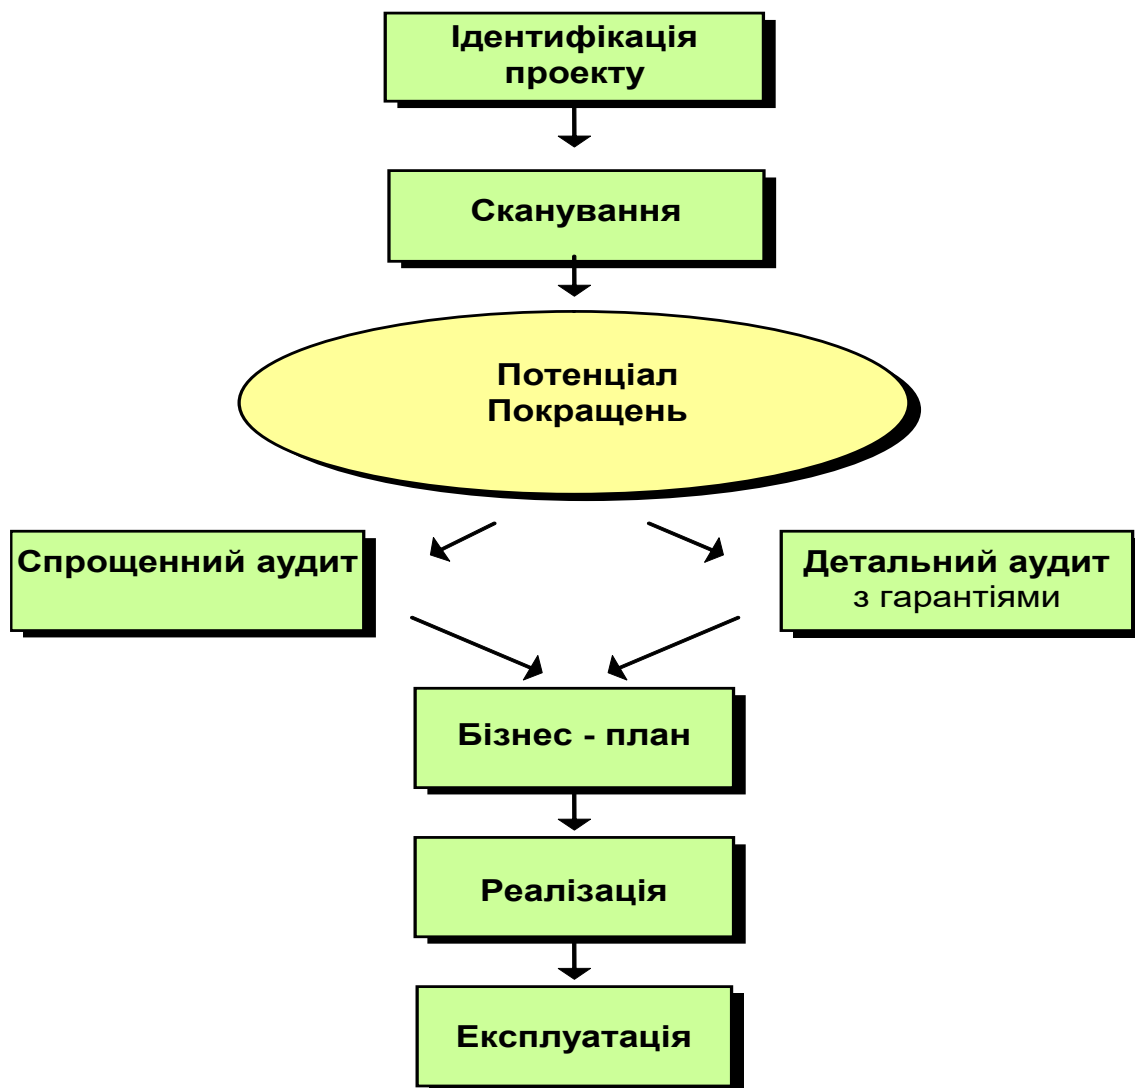 Ідентифікація
проекту
Сканування
Потенціал
Покращень
Спрощенний аудит
Детальний аудит
з гарантіями
Бізнес - план
Реалізація
Експлуатація